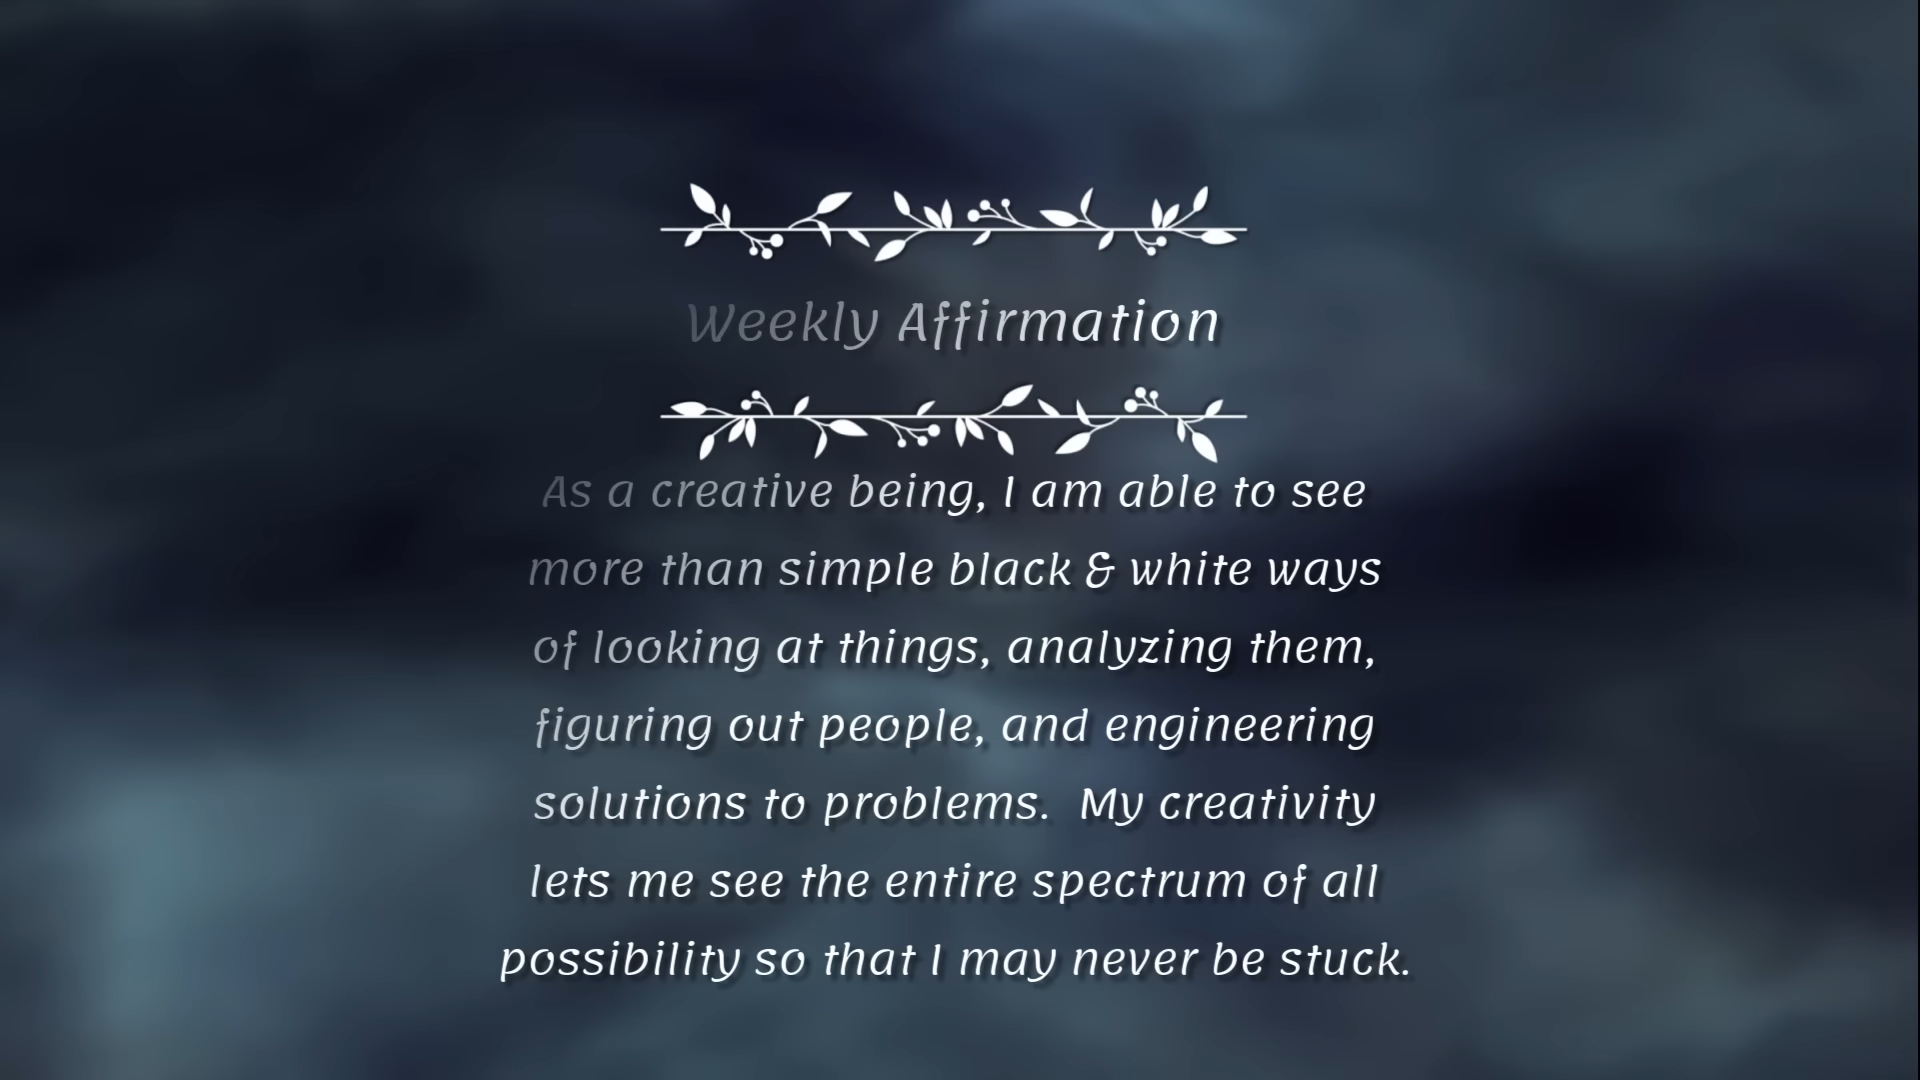 Weekly Affirmation
As a creative being, I am able to see
more than simple black & white ways
of looking at things, analyzing them,
figuring out people, and engineering
solutions to problems.  My creativity
lets me see the entire spectrum of all
possibility so that I may never be stuck.